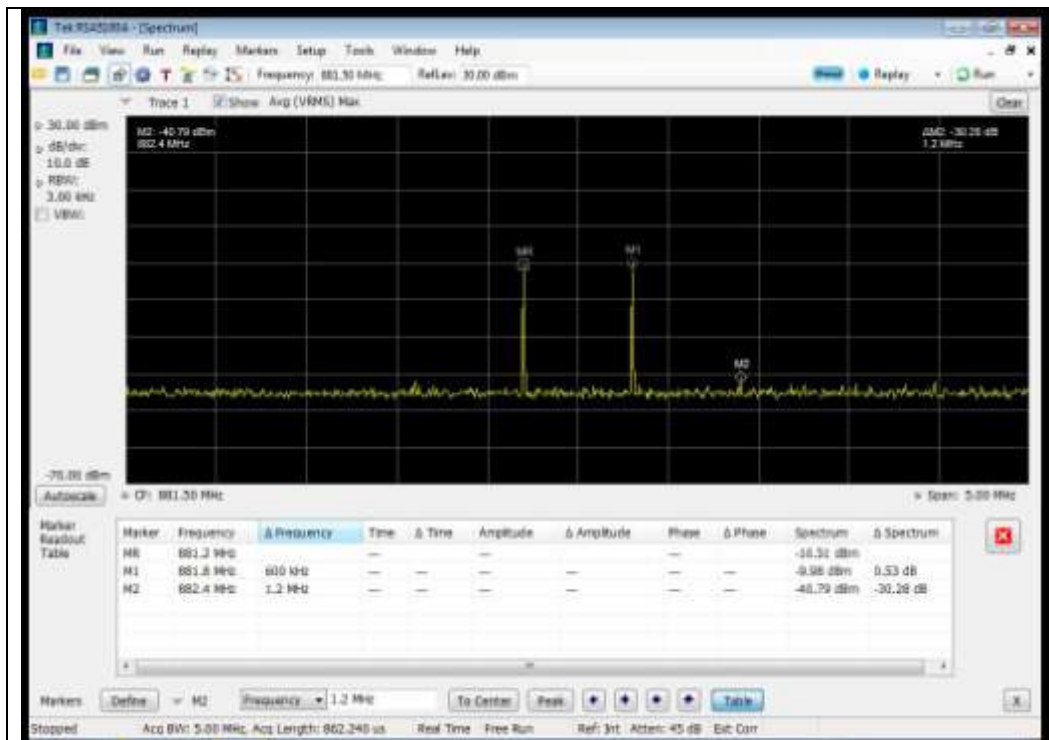 Tek RSA5106A - [Spectrum]
File View Run Replay Markers Setup Tools Window Help
Frequency: 881.50 MHz RefLev: 30.00 dBm Replay Run
Trace 1 Show Avg (VRMS) Max Clear
30.00 dBm
dB/div:
10.0 dB
RBW:
3.00 kHz
VBW:
M2: -40.79 dBm
882.4 MHz
ΔM2: -30.28 dB
1.2 MHz
MR M1
M2
-70.00 dBm
Autoscale CF: 881.50 MHz Span: 5.00 MHz
Marker Readout Table
Marker Frequency Δ Frequency Time Δ Time Amplitude Δ Amplitude Phase Δ Phase Spectrum Δ Spectrum
MR 881.2 MHz -- -- -- -10.51 dBm
M1 881.8 MHz 600 kHz -- -- -- -- -- -- -9.98 dBm 0.53 dB
M2 882.4 MHz 1.2 MHz -- -- -- -- -- -- -40.79 dBm -30.28 dB
Markers Define M2 Frequency 1.2 MHz To Center Peak Table X
Stopped Acq BW: 5.00 MHz, Acq Length: 862.240 us Real Time Free Run Ref: Int Atten: 45 dB Ext Corr